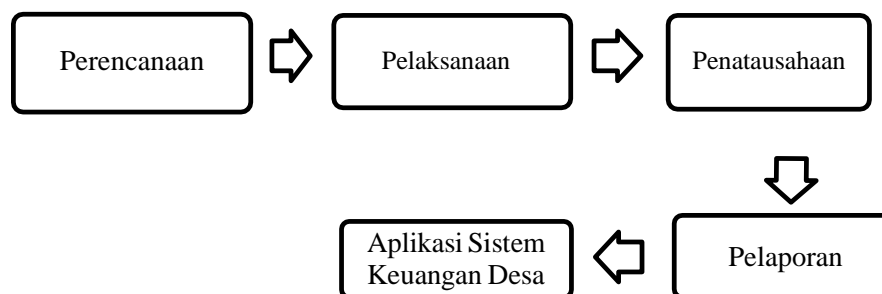 Perencanaan
Pelaksanaan
Penatausahaan
Pelaporan
Aplikasi Sistem
Keuangan Desa